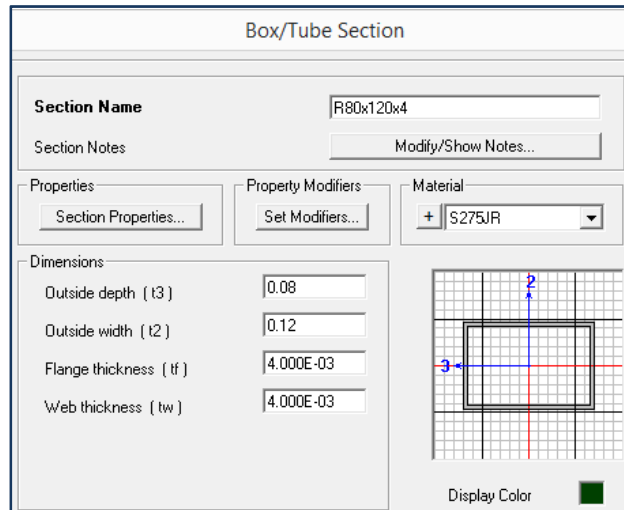 Box/Tube Section
Section Name R80x120x4
Section Notes Modify/Show Notes...
Properties Property Modifiers Material
Section Properties... Set Modifiers... + S275JR
Dimensions
Outside depth ( t3 ) 0.08
Outside width ( t2 ) 0.12
Flange thickness ( tf ) 4.000E-03
Web thickness ( tw ) 4.000E-03
2
3
Display Color